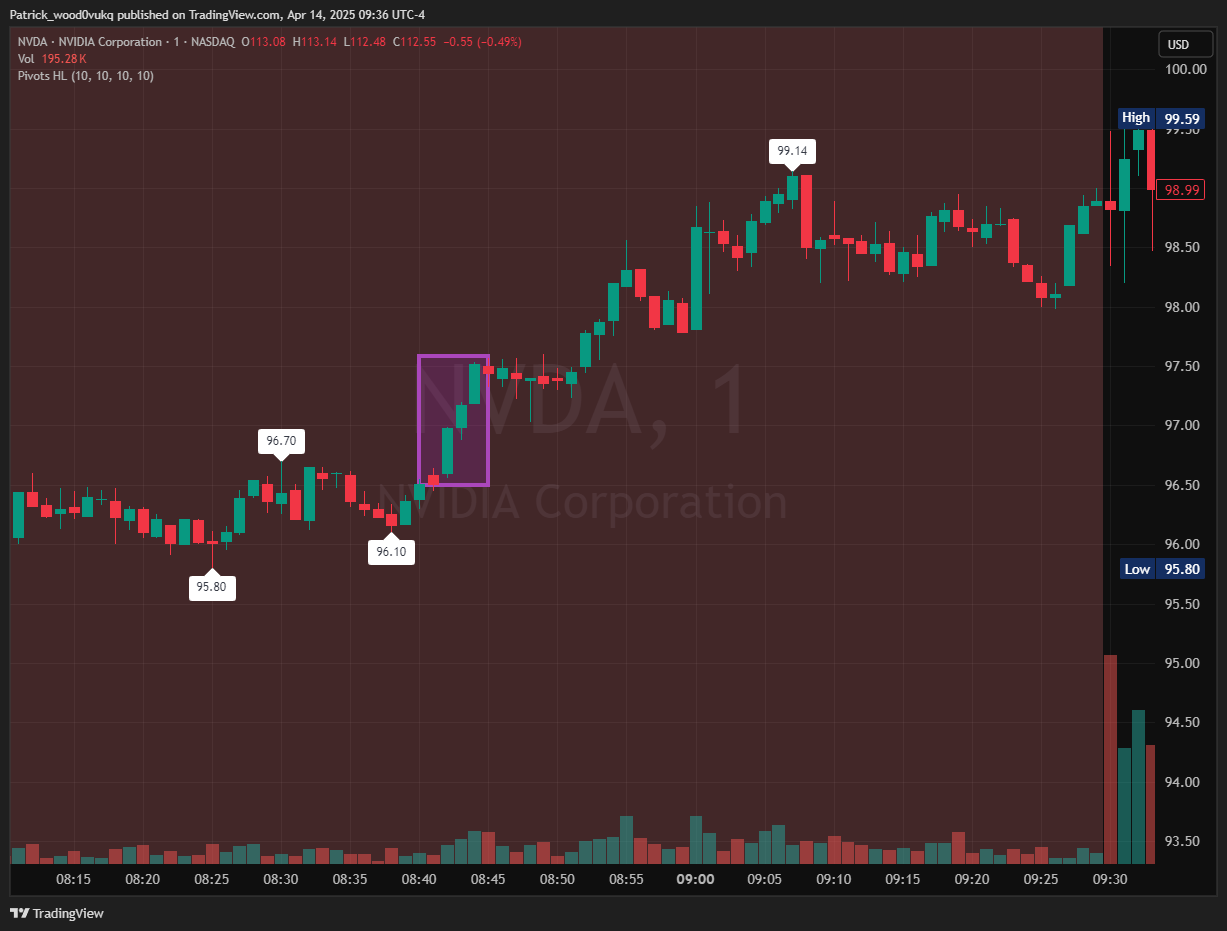 Patrick_wood0vukq published on TradingView.com, Apr 14, 2025 09:36 UTC-4
NVDA · NVIDIA Corporation · 1 · NASDAQ O113.08 H113.14 L112.48 C112.55 −0.55 (−0.49%)
Vol 195.28 K
Pivots HL (10, 10, 10, 10)
USD
100.00
High 99.59
99.50
99.14
98.99
98.50
98.00
97.50
NVDA, 1
97.00
96.70
96.50
NVIDIA Corporation
96.00
96.10
Low 95.80
95.80
95.50
95.00
94.50
94.00
93.50
08:15 08:20 08:25 08:30 08:35 08:40 08:45 08:50 08:55 09:00 09:05 09:10 09:15 09:20 09:25 09:30
TradingView